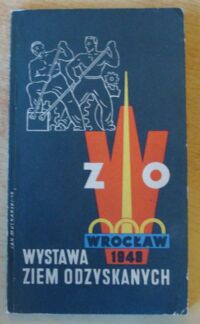 W
Z O
WROCŁAW
1948
WYSTAWA
ZIEM ODZYSKANYCH